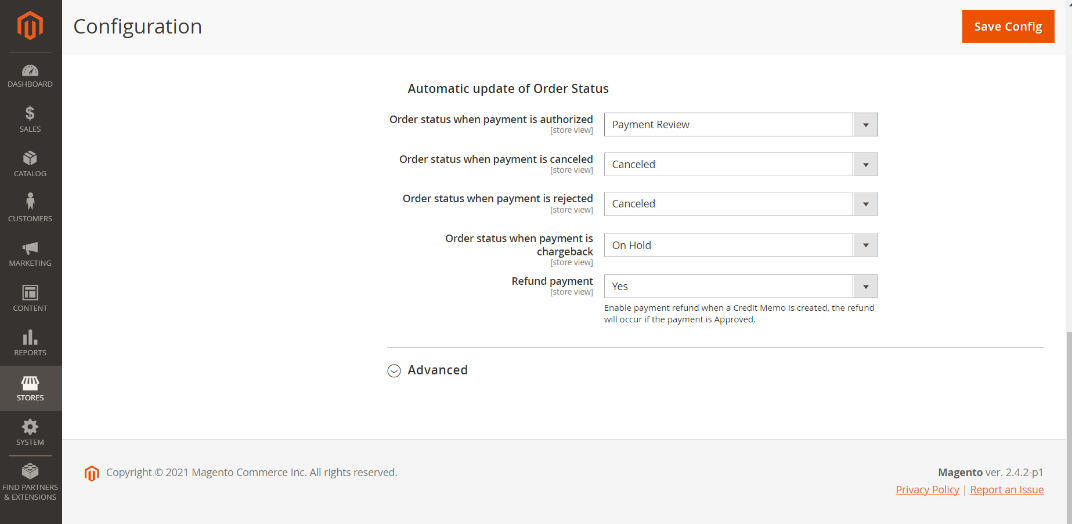 Configuration
Save Config
DASHBOARD
SALES
CATALOG
CUSTOMERS
MARKETING
CONTENT
REPORTS
STORES
SYSTEM
FIND PARTNERS
& EXTENSIONS
Automatic update of Order Status
Order status when payment is authorized
[store view]
Payment Review
Order status when payment is canceled
[store view]
Canceled
Order status when payment is rejected
[store view]
Canceled
Order status when payment is
chargeback
[store view]
On Hold
Refund payment
[store view]
Yes
Enable payment refund when a Credit Memo is created, the refund
will occur if the payment is Approved.
Advanced
Copyright © 2021 Magento Commerce Inc. All rights reserved.
Magento ver. 2.4.2-p1
Privacy Policy | Report an Issue